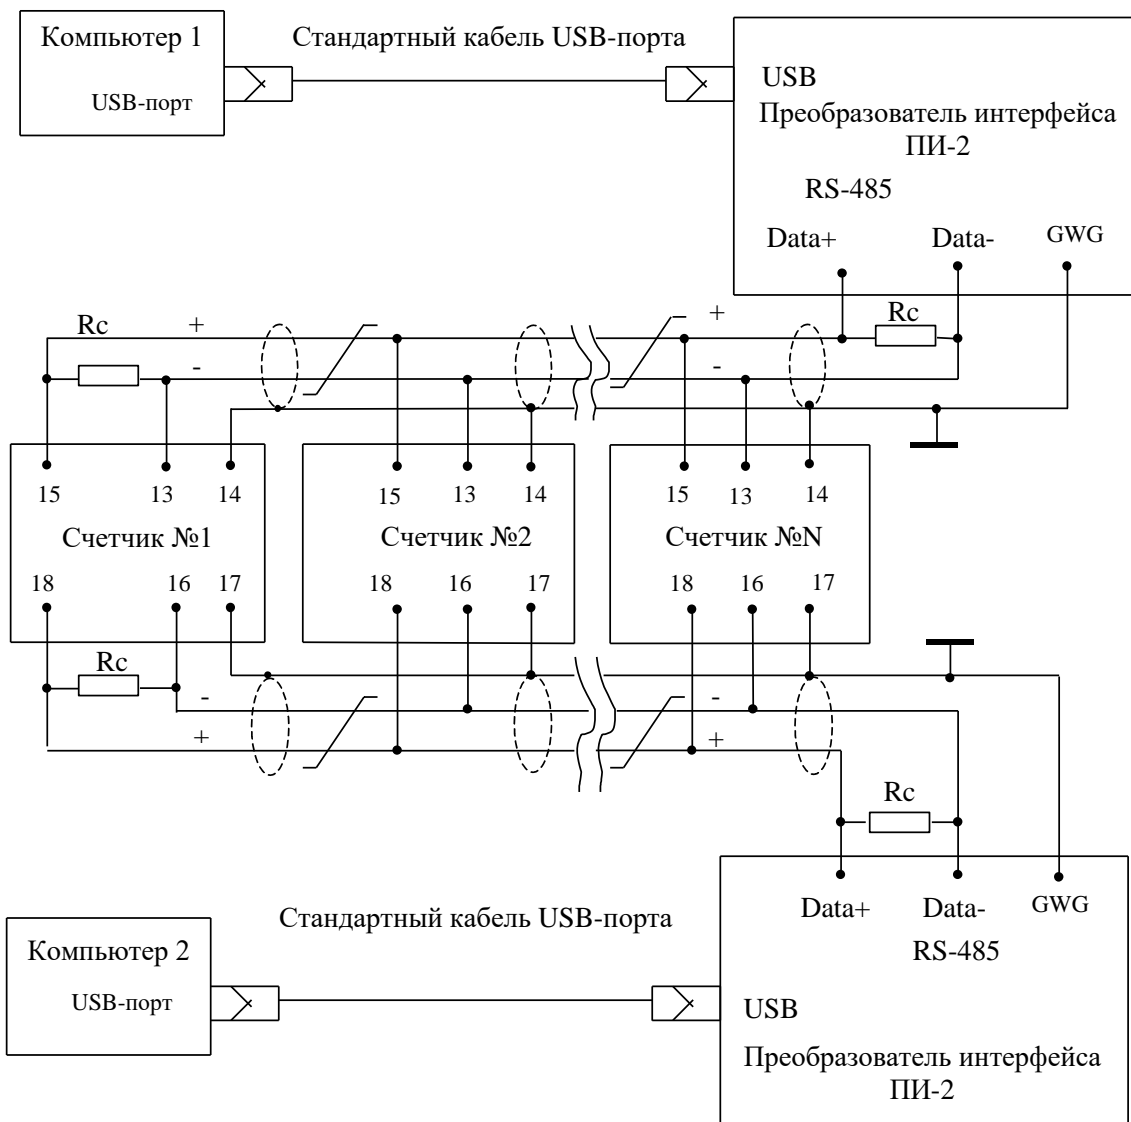 Компьютер 1
Стандартный кабель USB-порта
USB-порт
USB
Преобразователь интерфейса
ПИ-2
RS-485
Data+
Data-
GWG
Rc
+
+
Rc
-
-
15
13
14
15
13
14
15
13
14
Счетчик №1
Счетчик №2
Счетчик №N
18
16
17
18
16
17
18
16
17
Rc
-
-
+
+
Rc
Data+
Data-
GWG
RS-485
Стандартный кабель USB-порта
Компьютер 2
USB-порт
USB
Преобразователь интерфейса
ПИ-2